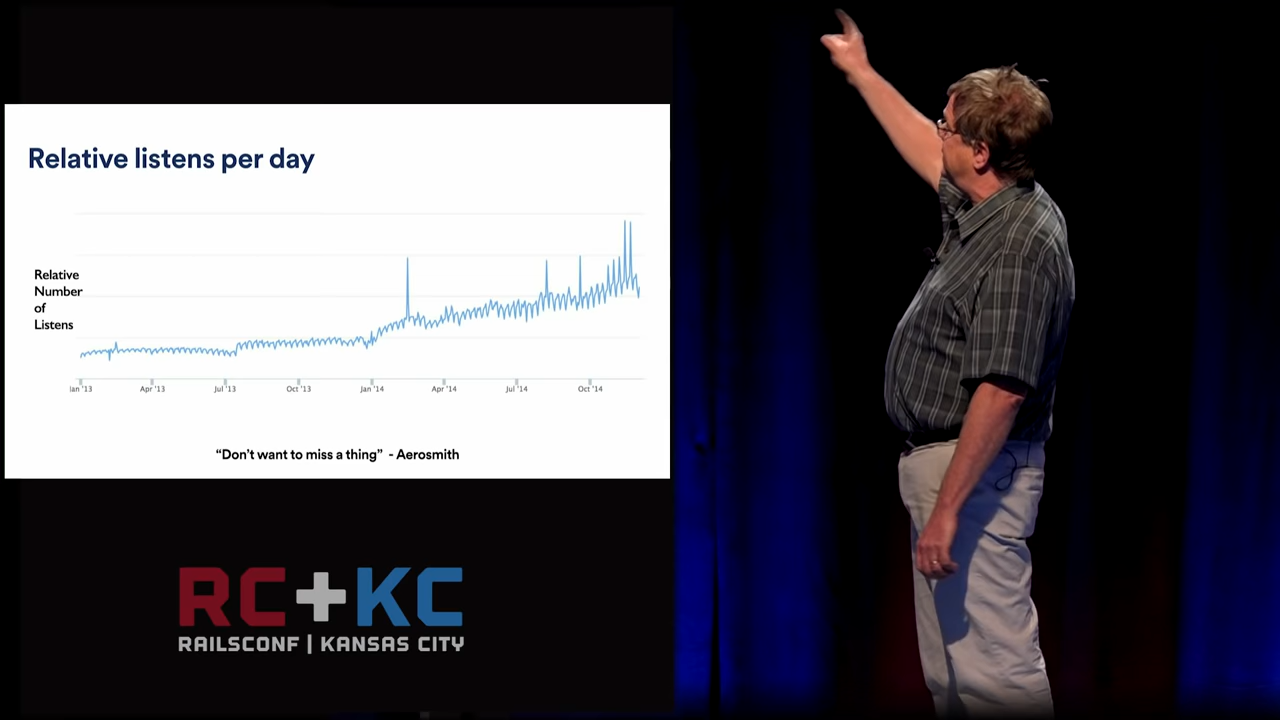 Relative listens per day
Relative
Number
of
Listens
Jan '13
Apr '13
Jul '13
Oct '13
Jan '14
Apr '14
Jul '14
Oct '14
“Don’t want to miss a thing” - Aerosmith
RC+KC
RAILSCONF | KANSAS CITY